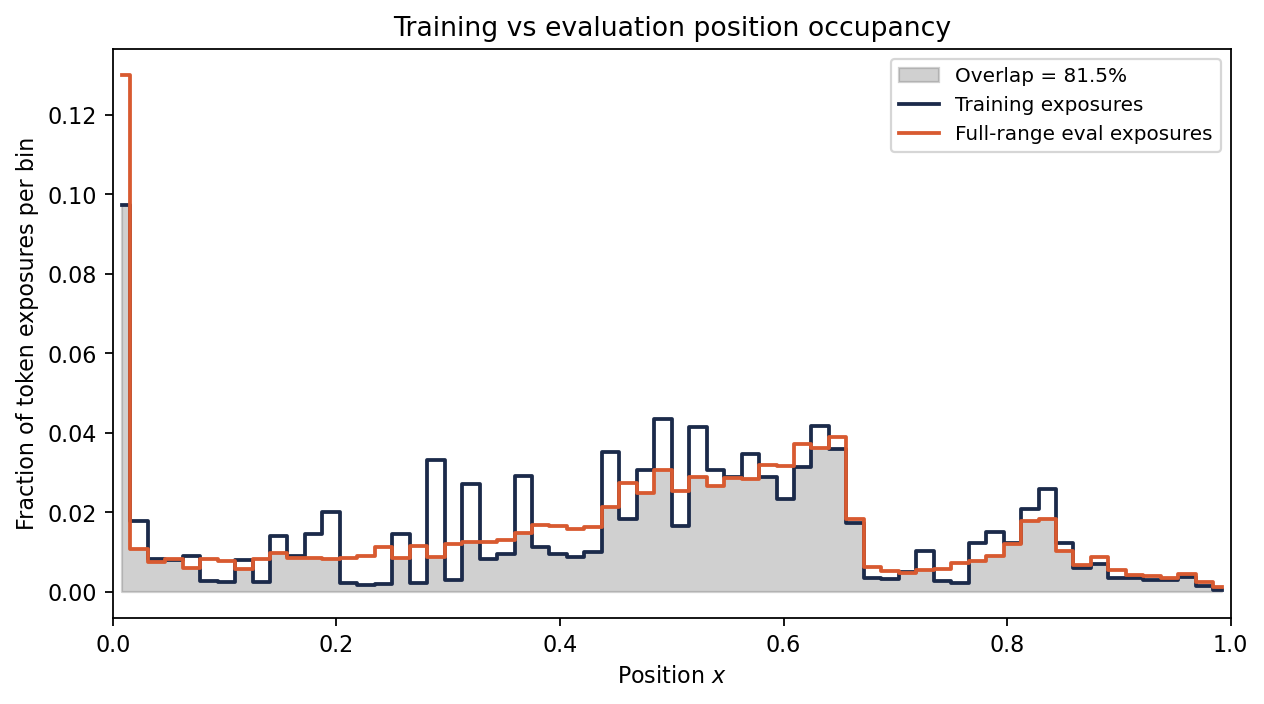 Training vs evaluation position occupancy
Overlap = 81.5%
Training exposures
Full-range eval exposures
Fraction of token exposures per bin
0.12
0.10
0.08
0.06
0.04
0.02
0.00
0.0 0.2 0.4 0.6 0.8 1.0
Position x